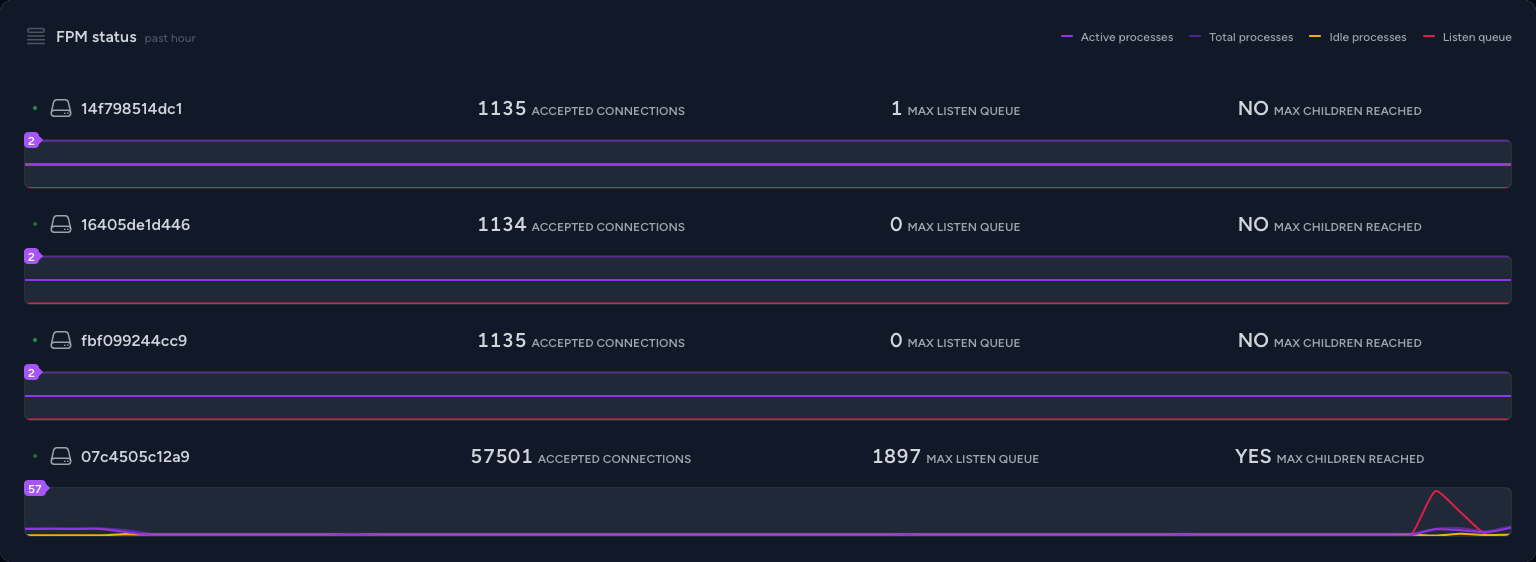 FPM status past hour
Active processes Total processes Idle processes Listen queue
14f798514dc1 1135 ACCEPTED CONNECTIONS 1 MAX LISTEN QUEUE NO MAX CHILDREN REACHED
2
16405de1d446 1134 ACCEPTED CONNECTIONS 0 MAX LISTEN QUEUE NO MAX CHILDREN REACHED
2
fbf099244cc9 1135 ACCEPTED CONNECTIONS 0 MAX LISTEN QUEUE NO MAX CHILDREN REACHED
2
07c4505c12a9 57501 ACCEPTED CONNECTIONS 1897 MAX LISTEN QUEUE YES MAX CHILDREN REACHED
57